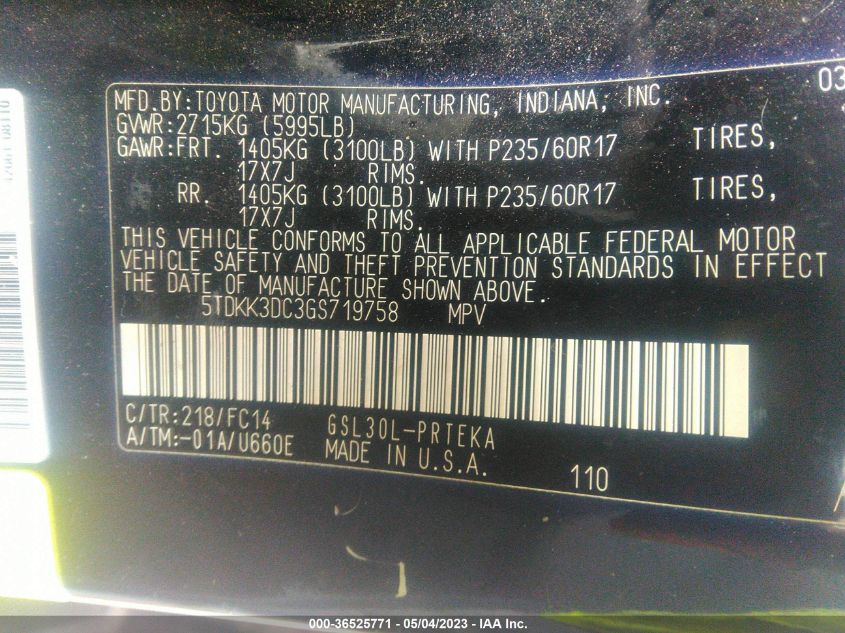 MFD.BY:TOYOTA MOTOR MANUFACTURING, INDIANA, INC. 03
GVWR:2715KG (5995LB)
GAWR:FRT. 1405KG (3100LB) WITH P235/60R17 TIRES,
17X7J RIMS.
RR. 1405KG (3100LB) WITH P235/60R17 TIRES,
17X7J RIMS.
THIS VEHICLE CONFORMS TO ALL APPLICABLE FEDERAL MOTOR
VEHICLE SAFETY AND THEFT PREVENTION STANDARDS IN EFFECT
THE DATE OF MANUFACTURE SHOWN ABOVE.
5TDKK3DC3GS719758 MPV
C/TR:218/FC14 GSL30L-PRTEKA
A/TM:-01A/U660E MADE IN U.S.A.
110
000-36525771 - 05/04/2023 - IAA Inc.